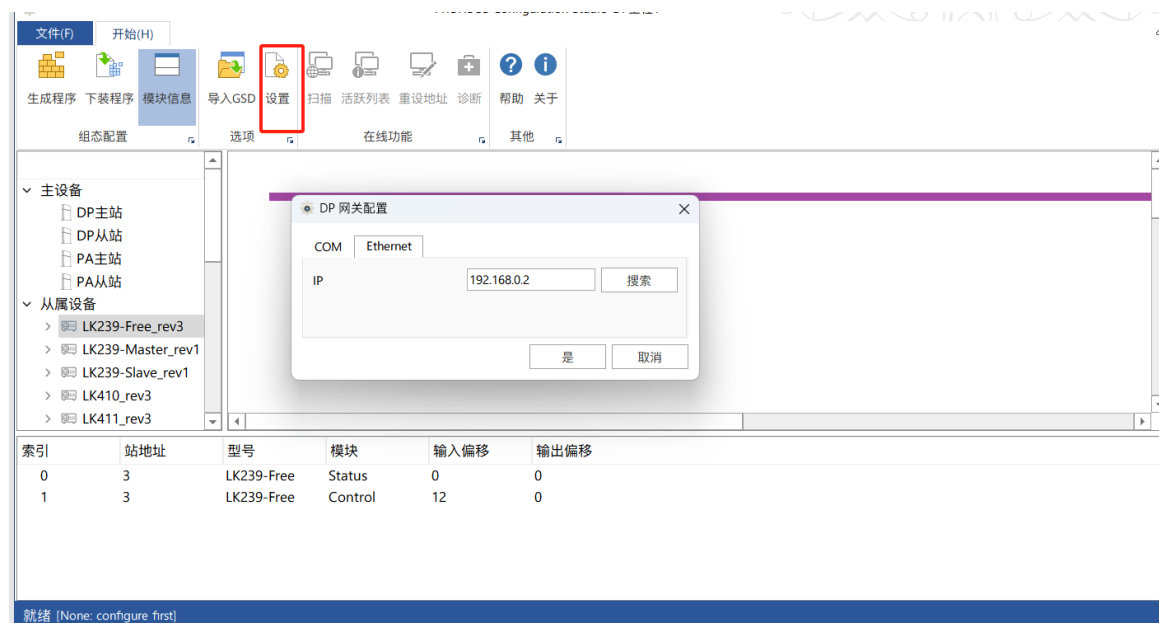 文件(F) 开始(H)
生成程序 下装程序 模块信息 导入GSD 设置 扫描 活跃列表 重设地址 诊断 帮助 关于
组态配置 选项 在线功能 其他
主设备
DP主站
DP从站
PA主站
PA从站
从属设备
LK239-Free_rev3
LK239-Master_rev1
LK239-Slave_rev1
LK410_rev3
LK411_rev3
DP 网关配置
COM Ethernet
IP 192.168.0.2 搜索
是 取消
索引 站地址 型号 模块 输入偏移 输出偏移
0 3 LK239-Free Status 0 0
1 3 LK239-Free Control 12 0
就绪 [None: configure first]